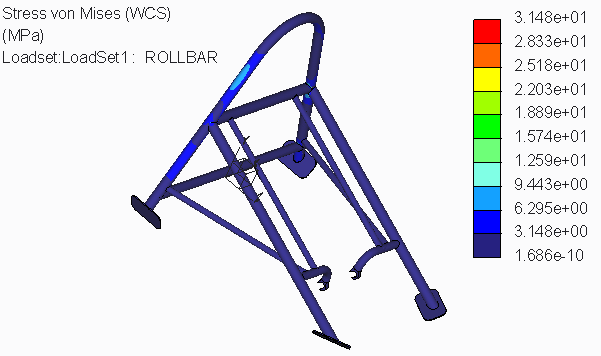 Stress von Mises (WCS)
(MPa)
Loadset:LoadSet1 : ROLLBAR
3.148e+01
2.833e+01
2.518e+01
2.203e+01
1.889e+01
1.574e+01
1.259e+01
9.443e+00
6.295e+00
3.148e+00
1.686e-10